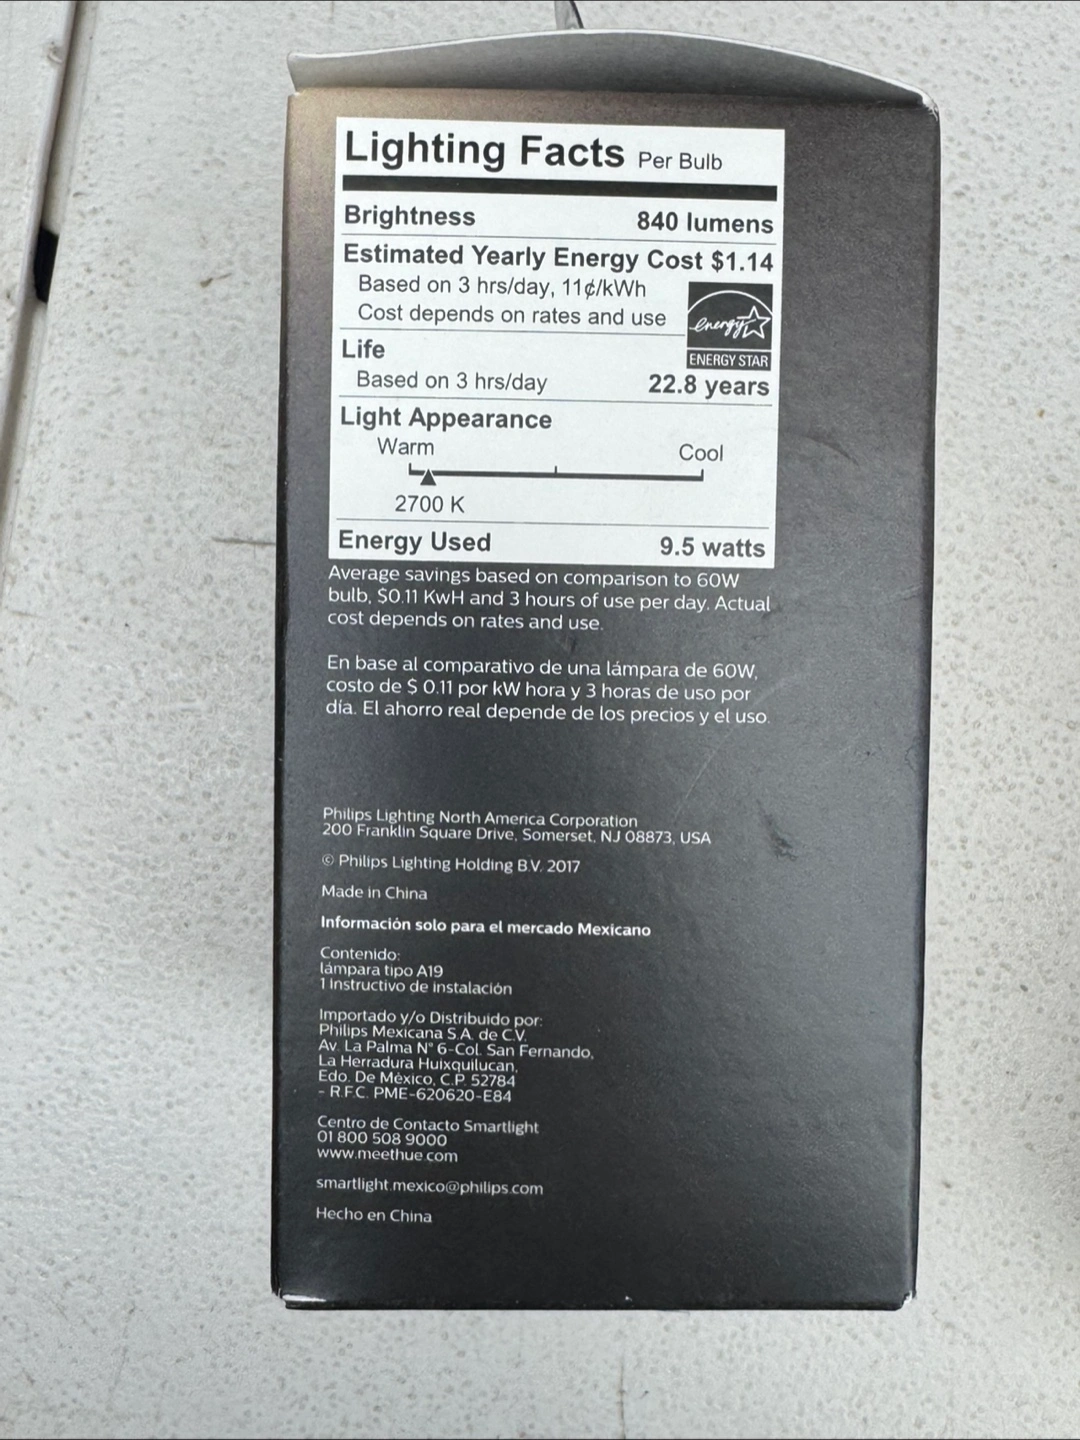 Lighting Facts Per Bulb
Brightness 840 lumens
Estimated Yearly Energy Cost $1.14
Based on 3 hrs/day, 11¢/kWh
Cost depends on rates and use
energy
ENERGY STAR
Life
Based on 3 hrs/day 22.8 years
Light Appearance
Warm Cool
2700 K
Energy Used 9.5 watts
Average savings based on comparison to 60W
bulb, $0.11 KwH and 3 hours of use per day. Actual
cost depends on rates and use.
En base al comparativo de una lámpara de 60W,
costo de $ 0.11 por kW hora y 3 horas de uso por
día. El ahorro real depende de los precios y el uso.
Philips Lighting North America Corporation
200 Franklin Square Drive, Somerset, NJ 08873, USA
© Philips Lighting Holding B.V. 2017
Made in China
Información solo para el mercado Mexicano
Contenido:
lámpara tipo A19
1 Instructivo de instalación
Importado y/o Distribuido por:
Philips Mexicana S.A. de C.V.
Av. La Palma N° 6-Col. San Fernando,
La Herradura Huixquilucan,
Edo. De México, C.P. 52784
- R.F.C. PME-620620-E84
Centro de Contacto Smartlight
01 800 508 9000
www.meethue.com
smartlight.mexico@philips.com
Hecho en China